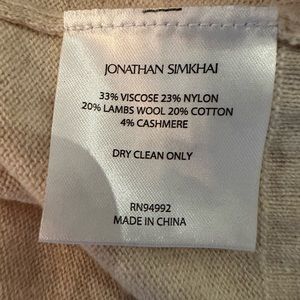 JONATHAN SIMKHAI
33% VISCOSE 23% NYLON
20% LAMBS WOOL 20% COTTON
4% CASHMERE
DRY CLEAN ONLY
RN94992
MADE IN CHINA